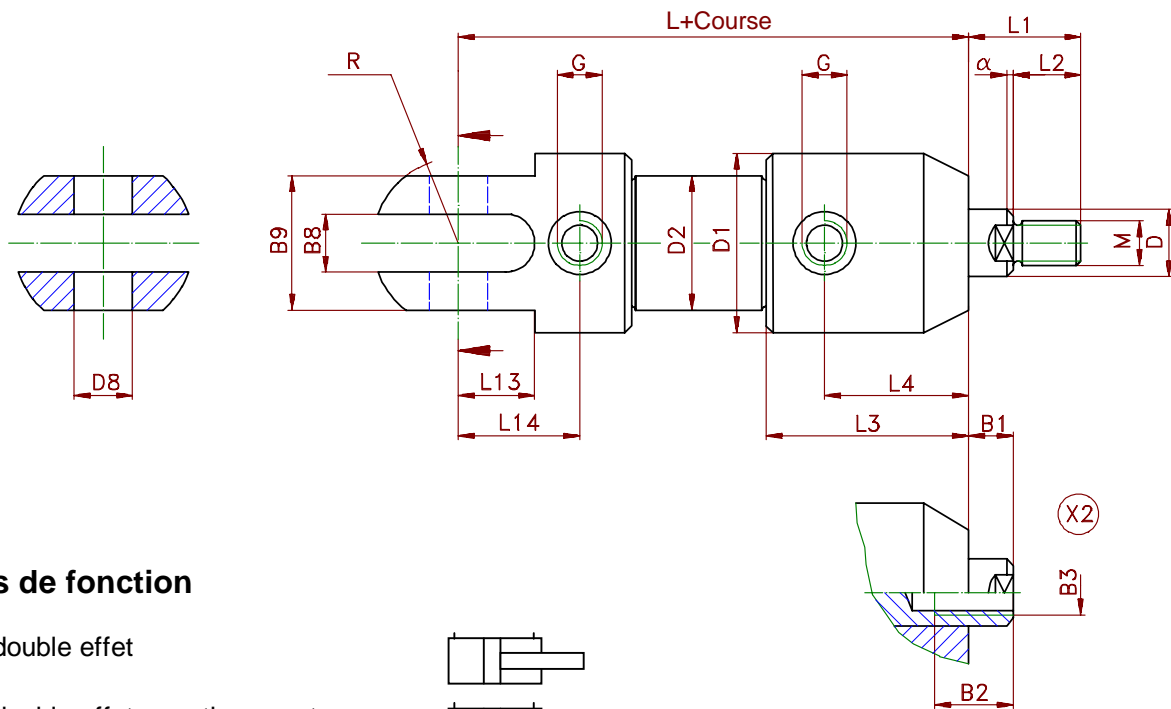 L+Course
L1
R
G
G
α
L2
B9
B8
D2
D1
M
D
D8
L13
L4
L14
L3
B1
X2
B3
s de fonction
double effet
B2